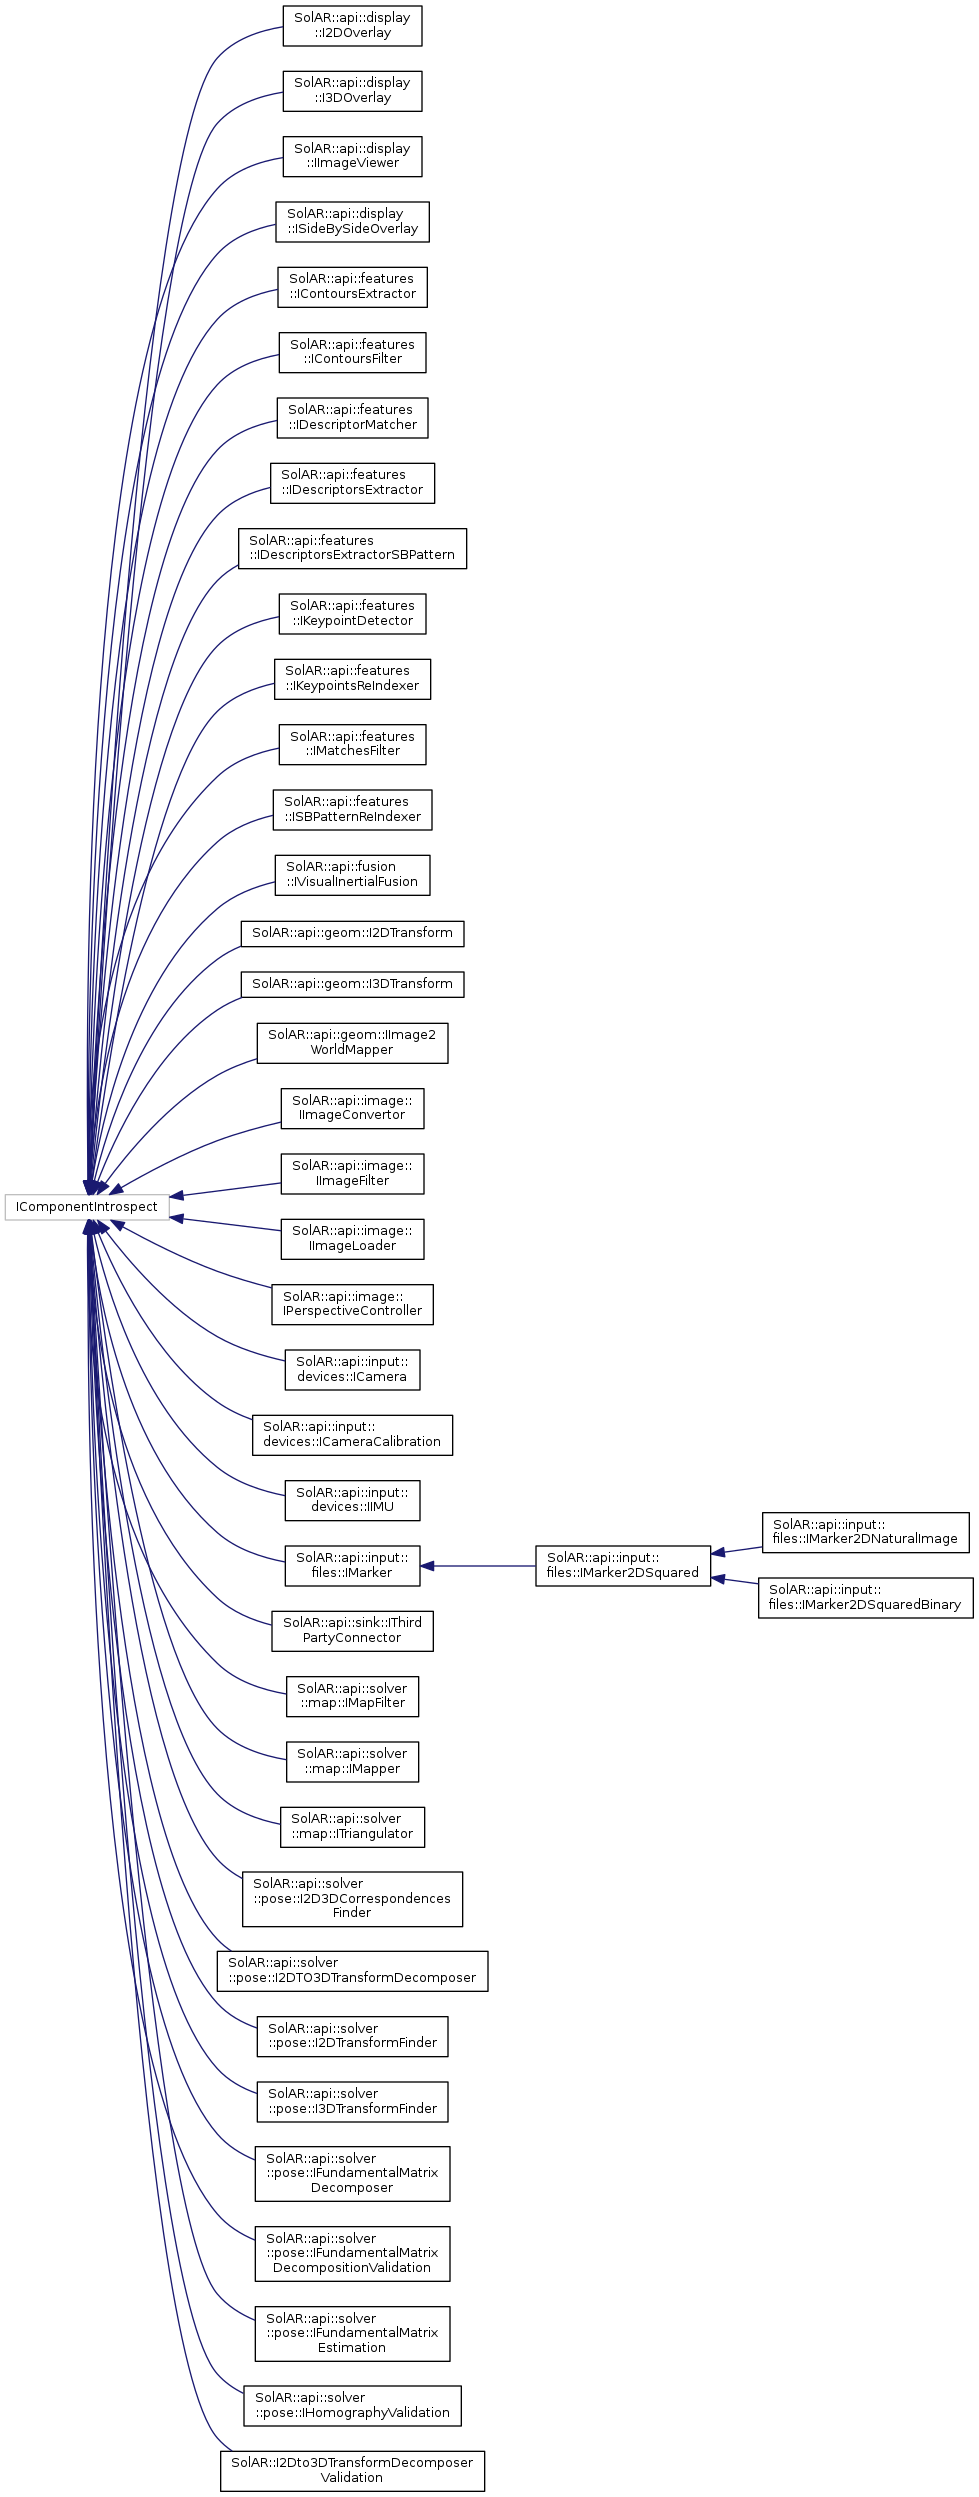 SolAR::api::display
::I2DOverlay
SolAR::api::display
::I3DOverlay
SolAR::api::display
::IImageViewer
SolAR::api::display
::ISideBySideOverlay
SolAR::api::features
::IContoursExtractor
SolAR::api::features
::IContoursFilter
SolAR::api::features
::IDescriptorMatcher
SolAR::api::features
::IDescriptorsExtractor
SolAR::api::features
::IDescriptorsExtractorSBPattern
SolAR::api::features
::IKeypointDetector
SolAR::api::features
::IKeypointsReIndexer
SolAR::api::features
::IMatchesFilter
SolAR::api::features
::ISBPatternReIndexer
SolAR::api::fusion
::IVisualInertialFusion
SolAR::api::geom::I2DTransform
SolAR::api::geom::I3DTransform
SolAR::api::geom::IImage2
WorldMapper
SolAR::api::image::
IImageConvertor
SolAR::api::image::
IImageFilter
IComponentIntrospect
SolAR::api::image::
IImageLoader
SolAR::api::image::
IPerspectiveController
SolAR::api::input::
devices::ICamera
SolAR::api::input::
devices::ICameraCalibration
SolAR::api::input::
devices::IIMU
SolAR::api::input::
files::IMarker
SolAR::api::input::
files::IMarker2DSquared
SolAR::api::input::
files::IMarker2DNaturalImage
SolAR::api::input::
files::IMarker2DSquaredBinary
SolAR::api::sink::IThird
PartyConnector
SolAR::api::solver
::map::IMapFilter
SolAR::api::solver
::map::IMapper
SolAR::api::solver
::map::ITriangulator
SolAR::api::solver
::pose::I2D3DCorrespondences
Finder
SolAR::api::solver
::pose::I2DTO3DTransformDecomposer
SolAR::api::solver
::pose::I2DTransformFinder
SolAR::api::solver
::pose::I3DTransformFinder
SolAR::api::solver
::pose::IFundamentalMatrix
Decomposer
SolAR::api::solver
::pose::IFundamentalMatrix
DecompositionValidation
SolAR::api::solver
::pose::IFundamentalMatrix
Estimation
SolAR::api::solver
::pose::IHomographyValidation
SolAR::I2Dto3DTransformDecomposer
Validation